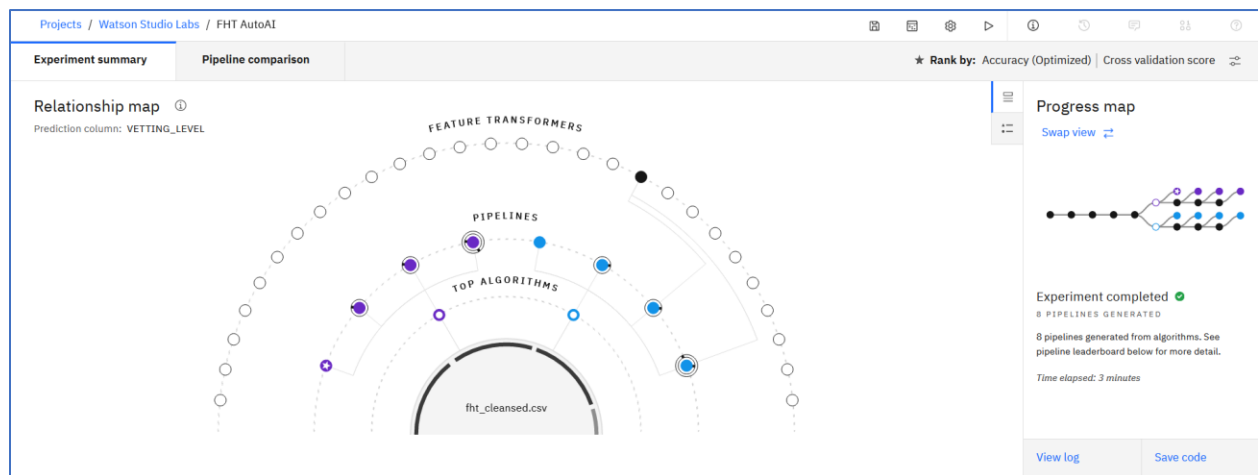 Projects / Watson Studio Labs / FHT AutoAI
Experiment summary
Pipeline comparison
★ Rank by: Accuracy (Optimized) | Cross validation score
Relationship map
Prediction column: VETTING_LEVEL
FEATURE TRANSFORMERS
PIPELINES
TOP ALGORITHMS
fht_cleansed.csv
Progress map
Swap view
Experiment completed
8 PIPELINES GENERATED
8 pipelines generated from algorithms. See
pipeline leaderboard below for more detail.
Time elapsed: 3 minutes
View log
Save code